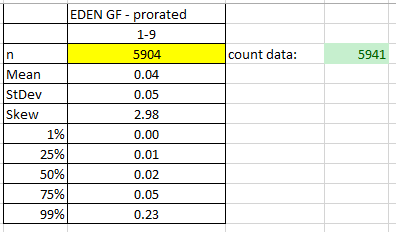 EDEN GF - prorated
1-9
n 5904 count data: 5941
Mean 0.04
StDev 0.05
Skew 2.98
1% 0.00
25% 0.01
50% 0.02
75% 0.05
99% 0.23